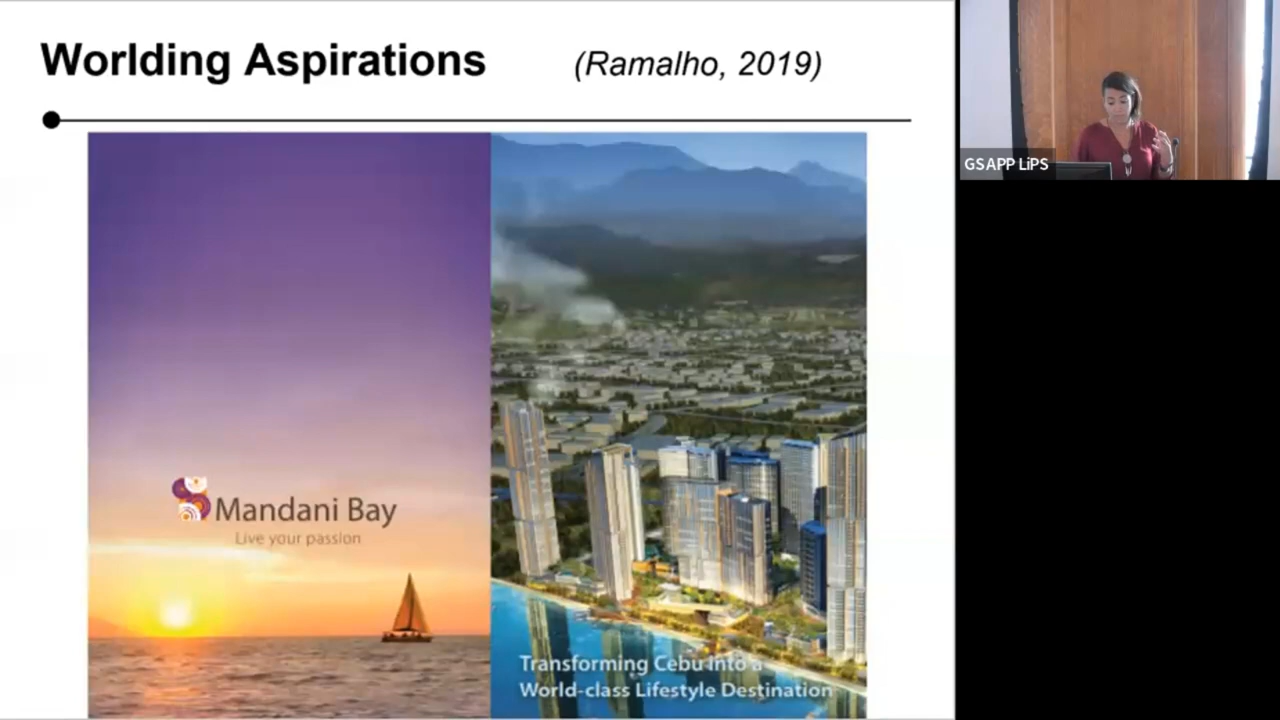 Worlding Aspirations (Ramalho, 2019)
GSAPP LiPS
Mandani Bay
Live your passion
Transforming Cebu into a
World-class Lifestyle Destination